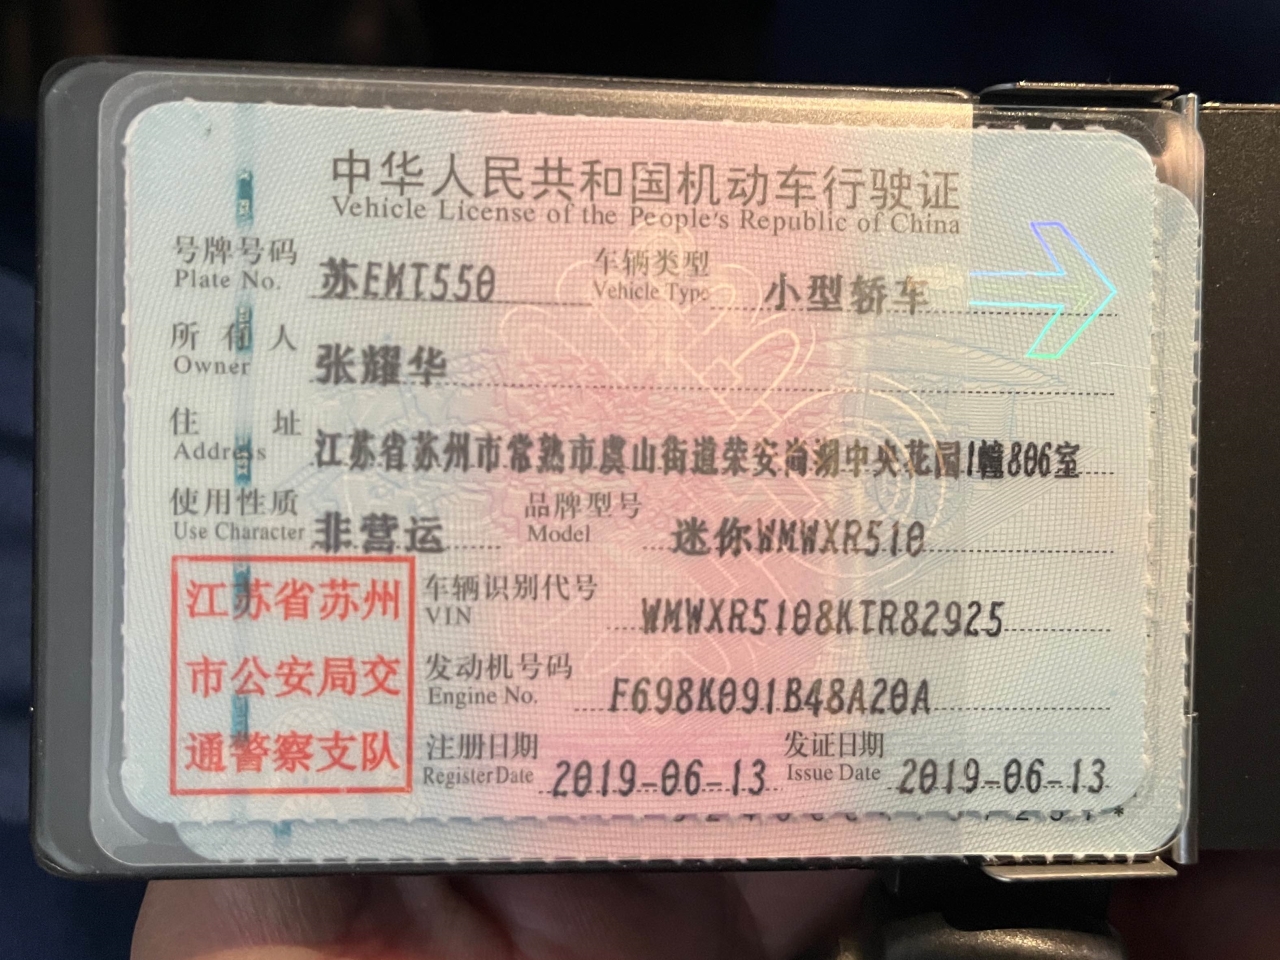 中华人民共和国机动车行驶证
Vehicle License of the People's Republic of China
号牌号码 苏EMT550 车辆类型 小型轿车
Plate No. Vehicle Type
所有人 张耀华
Owner
住址 江苏省苏州市常熟市虞山街道荣安尚湖中央花园1幢806室
Address
使用性质 非营运 品牌型号 迷你WMWXR510
Use Character Model
江苏省苏州
市公安局交
通警察支队
车辆识别代号 WMWXR5108KTR82925
VIN
发动机号码 F698K091B48A20A
Engine No.
注册日期 2019-06-13 发证日期 2019-06-13
Register Date Issue Date